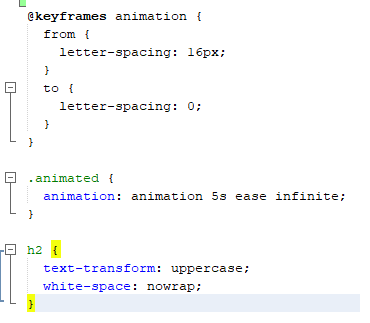 @keyframes animation {
from {
letter-spacing: 16px;
}
to {
letter-spacing: 0;
}
}
.animated {
animation: animation 5s ease infinite;
}
h2 {
text-transform: uppercase;
white-space: nowrap;
}